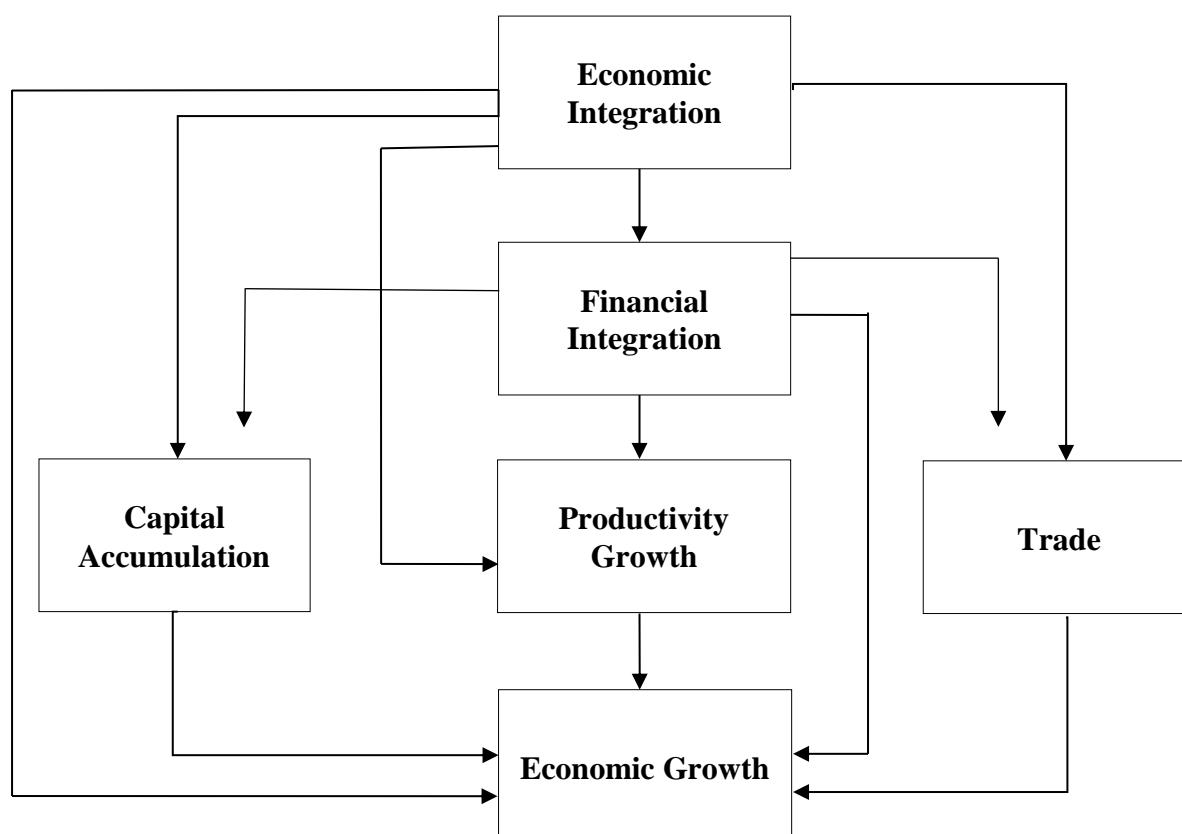 Economic
Integration
Financial
Integration
Capital
Accumulation
Productivity
Growth
Trade
Economic Growth